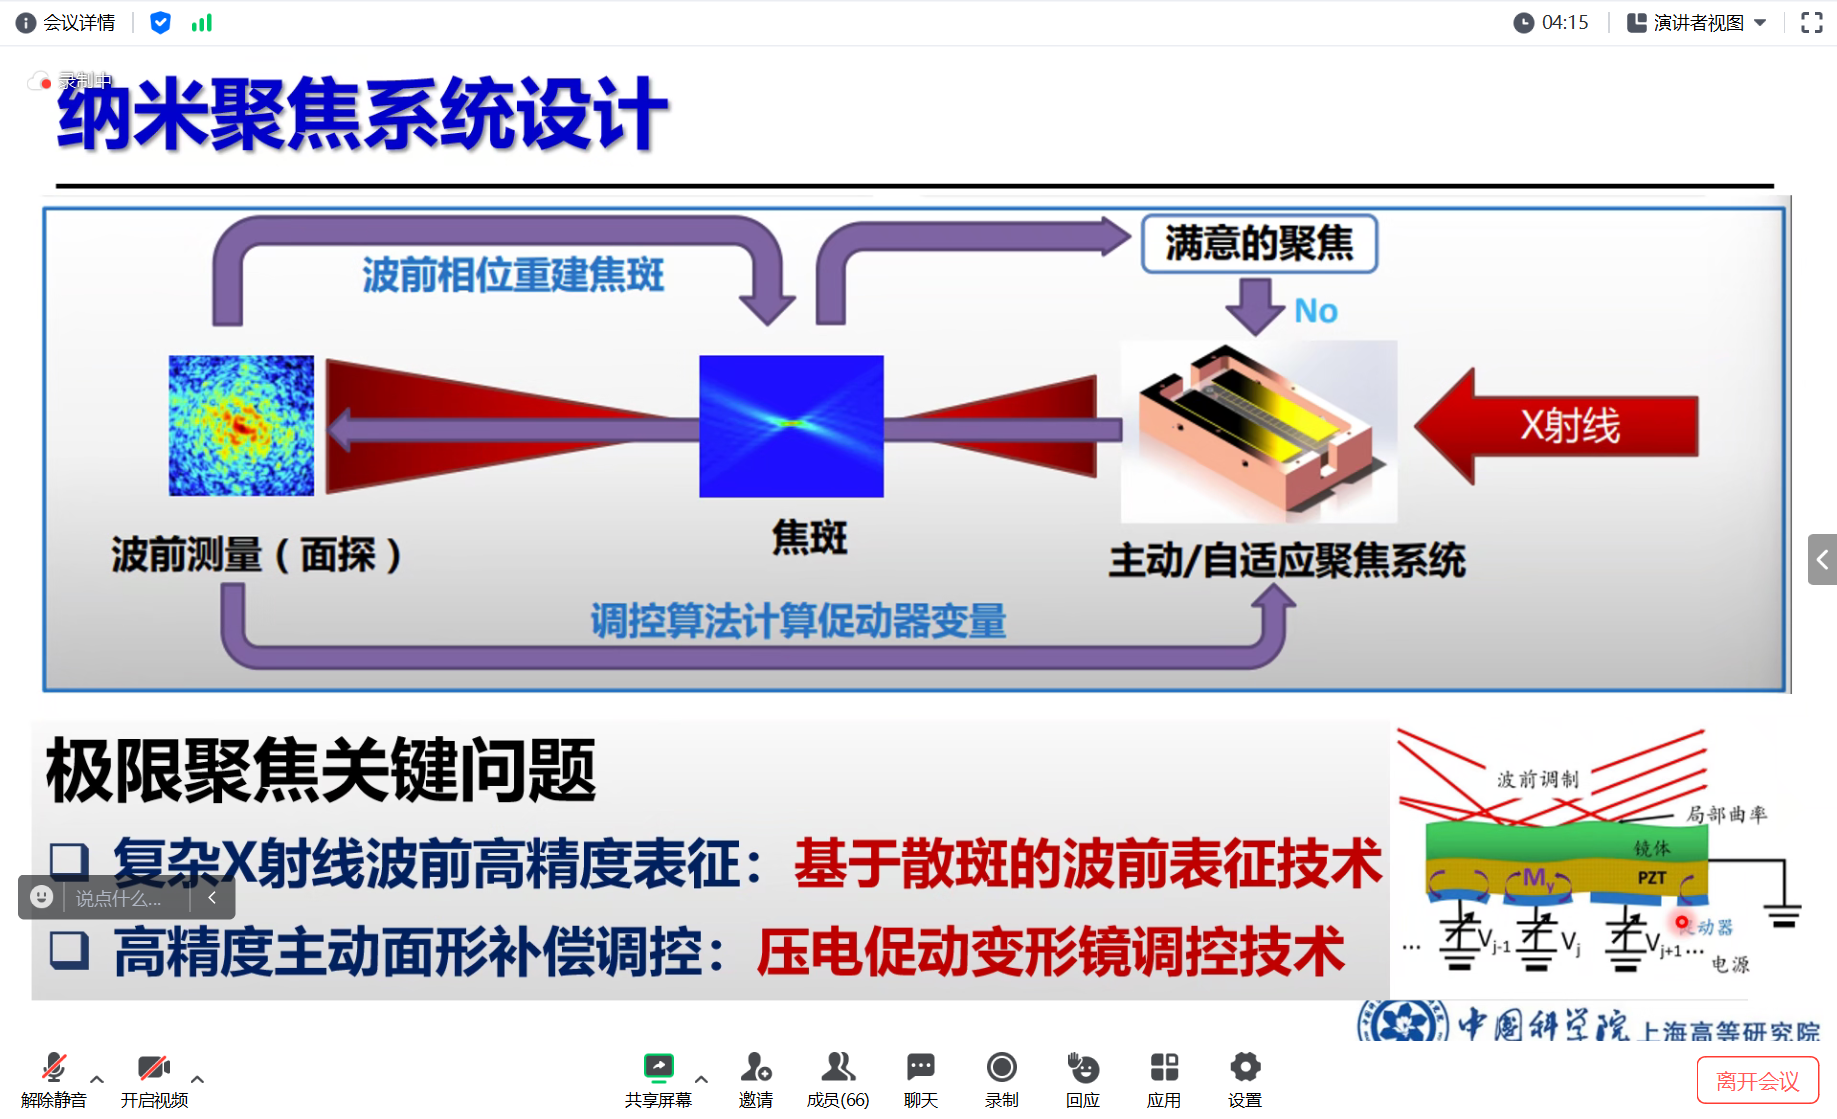 会议详情
04:15
演讲者视图
录制中
纳米聚焦系统设计
满意的聚焦
波前相位重建焦斑
No
X射线
焦斑
波前测量（面探）
主动/自适应聚焦系统
调控算法计算促动器变量
极限聚焦关键问题
复杂X射线波前高精度表征：基于散斑的波前表征技术
高精度主动面形补偿调控：压电促动变形镜调控技术
波前调制
局部曲率
镜体
My
PZT
动器
...
Vj-1
Vj
Vj+1...
电源
说点什么...
中国科学院上海高等研究院
解除静音
开启视频
共享屏幕
邀请
成员(66)
聊天
录制
回应
应用
设置
离开会议